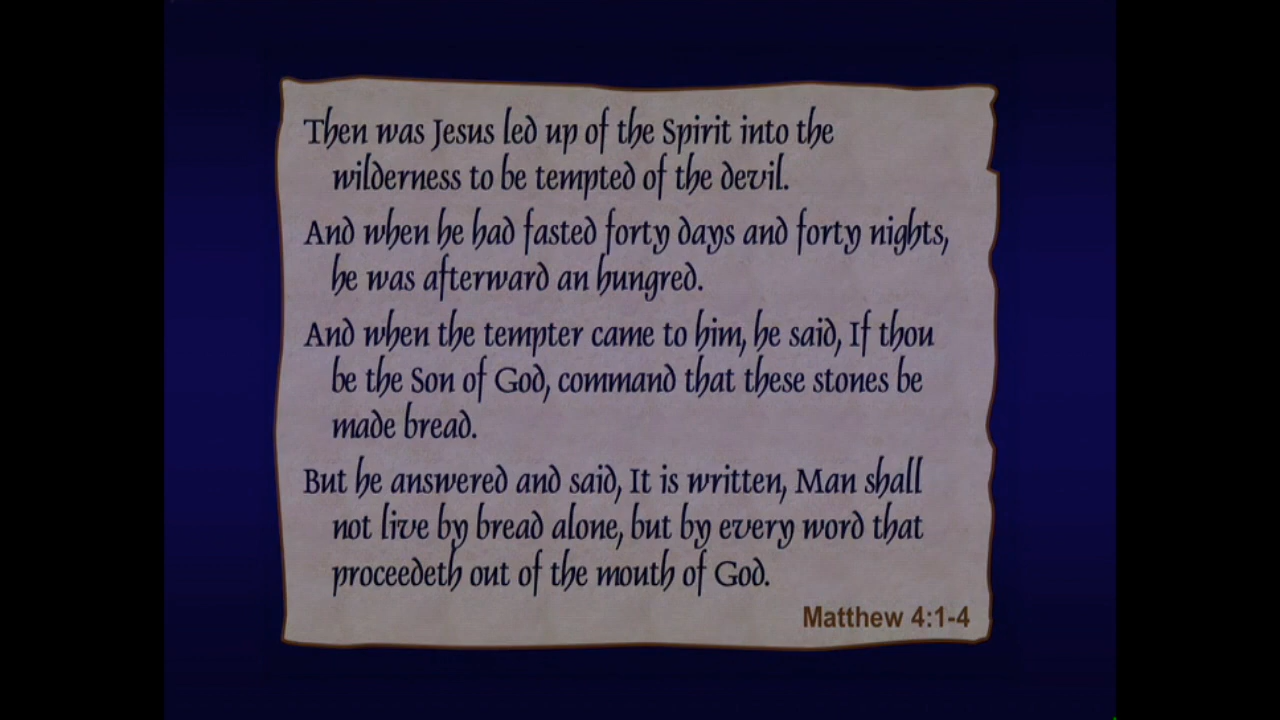 Then was Jesus led up of the Spirit into the
wilderness to be tempted of the devil.
And when he had fasted forty days and forty nights,
he was afterward an hungred.
And when the tempter came to him, he said, If thou
be the Son of God, command that these stones be
made bread.
But he answered and said, It is written, Man shall
not live by bread alone, but by every word that
proceedeth out of the mouth of God.
Matthew 4:1-4